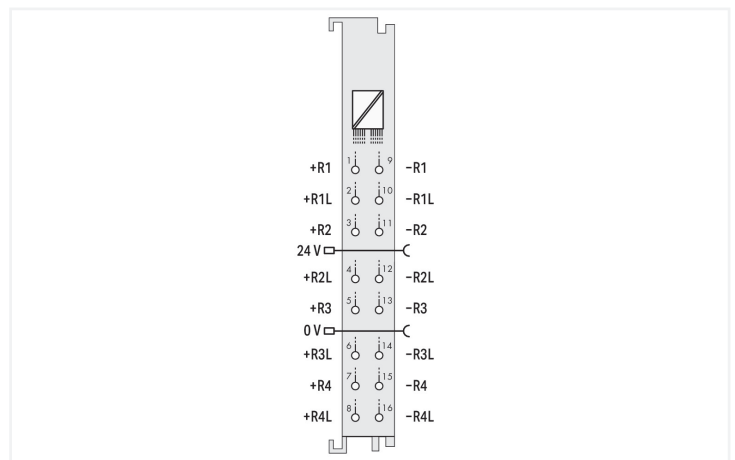 +R1 1 9 -R1
+R1L 2 10 -R1L
+R2 3 11 -R2
24 V
+R2L 4 12 -R2L
+R3 5 13 -R3
0 V
+R3L 6 14 -R3L
+R4 7 15 -R4
+R4L 8 16 -R4L